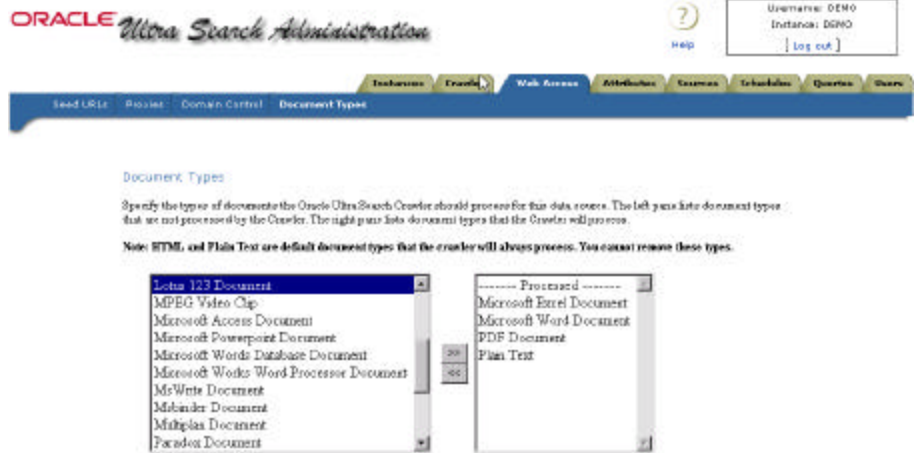 ORACLE Ultra Search Administration
?
Help
Username: DEMO
Instance: DEMO
[ Log out ]
Instances Crawler Web Access Attributes Sources Schedules Queries Users
Seed URLs Proxies Domain Control Document Types
Document Types
Specify the types of documents the Oracle Ultra Search Crawler should process for this data source. The left pane lists document types
that are not processed by the Crawler. The right pane lists document types that the Crawler will process.
Note: HTML and Plain Text are default document types that the crawler will always process. You cannot remove these types.
Lotus 123 Document
MPEG Video Clip
Microsoft Access Document
Microsoft Powerpoint Document
Microsoft Words Database Document
Microsoft Works Word Processor Document
MsWrite Document
Msbinder Document
Multiplan Document
Paradox Document
>>
<<
------- Processed -------
Microsoft Excel Document
Microsoft Word Document
PDF Document
Plain Text